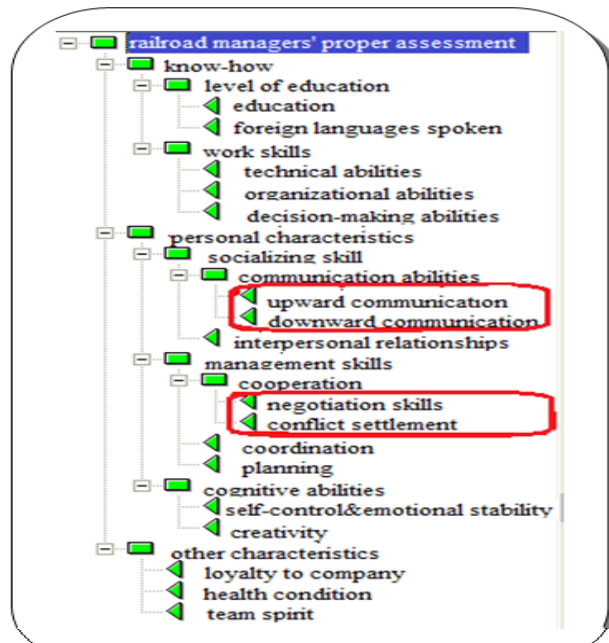 railroad managers' proper assessment
know-how
level of education
education
foreign languages spoken
work skills
technical abilities
organizational abilities
decision-making abilities
personal characteristics
socializing skill
communication abilities
upward communication
downward communication
interpersonal relationships
management skills
cooperation
negotiation skills
conflict settlement
coordination
planning
cognitive abilities
self-control&emotional stability
creativity
other characteristics
loyalty to company
health condition
team spirit